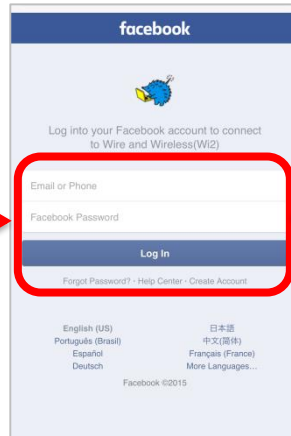 facebook
Log into your Facebook account to connect
to Wire and Wireless(Wi2)
Email or Phone
Facebook Password
Log In
Forgot Password? · Help Center · Create Account
English (US)
日本語
Português (Brasil)
中文(简体)
Español
Français (France)
Deutsch
More Languages...
Facebook ©2015